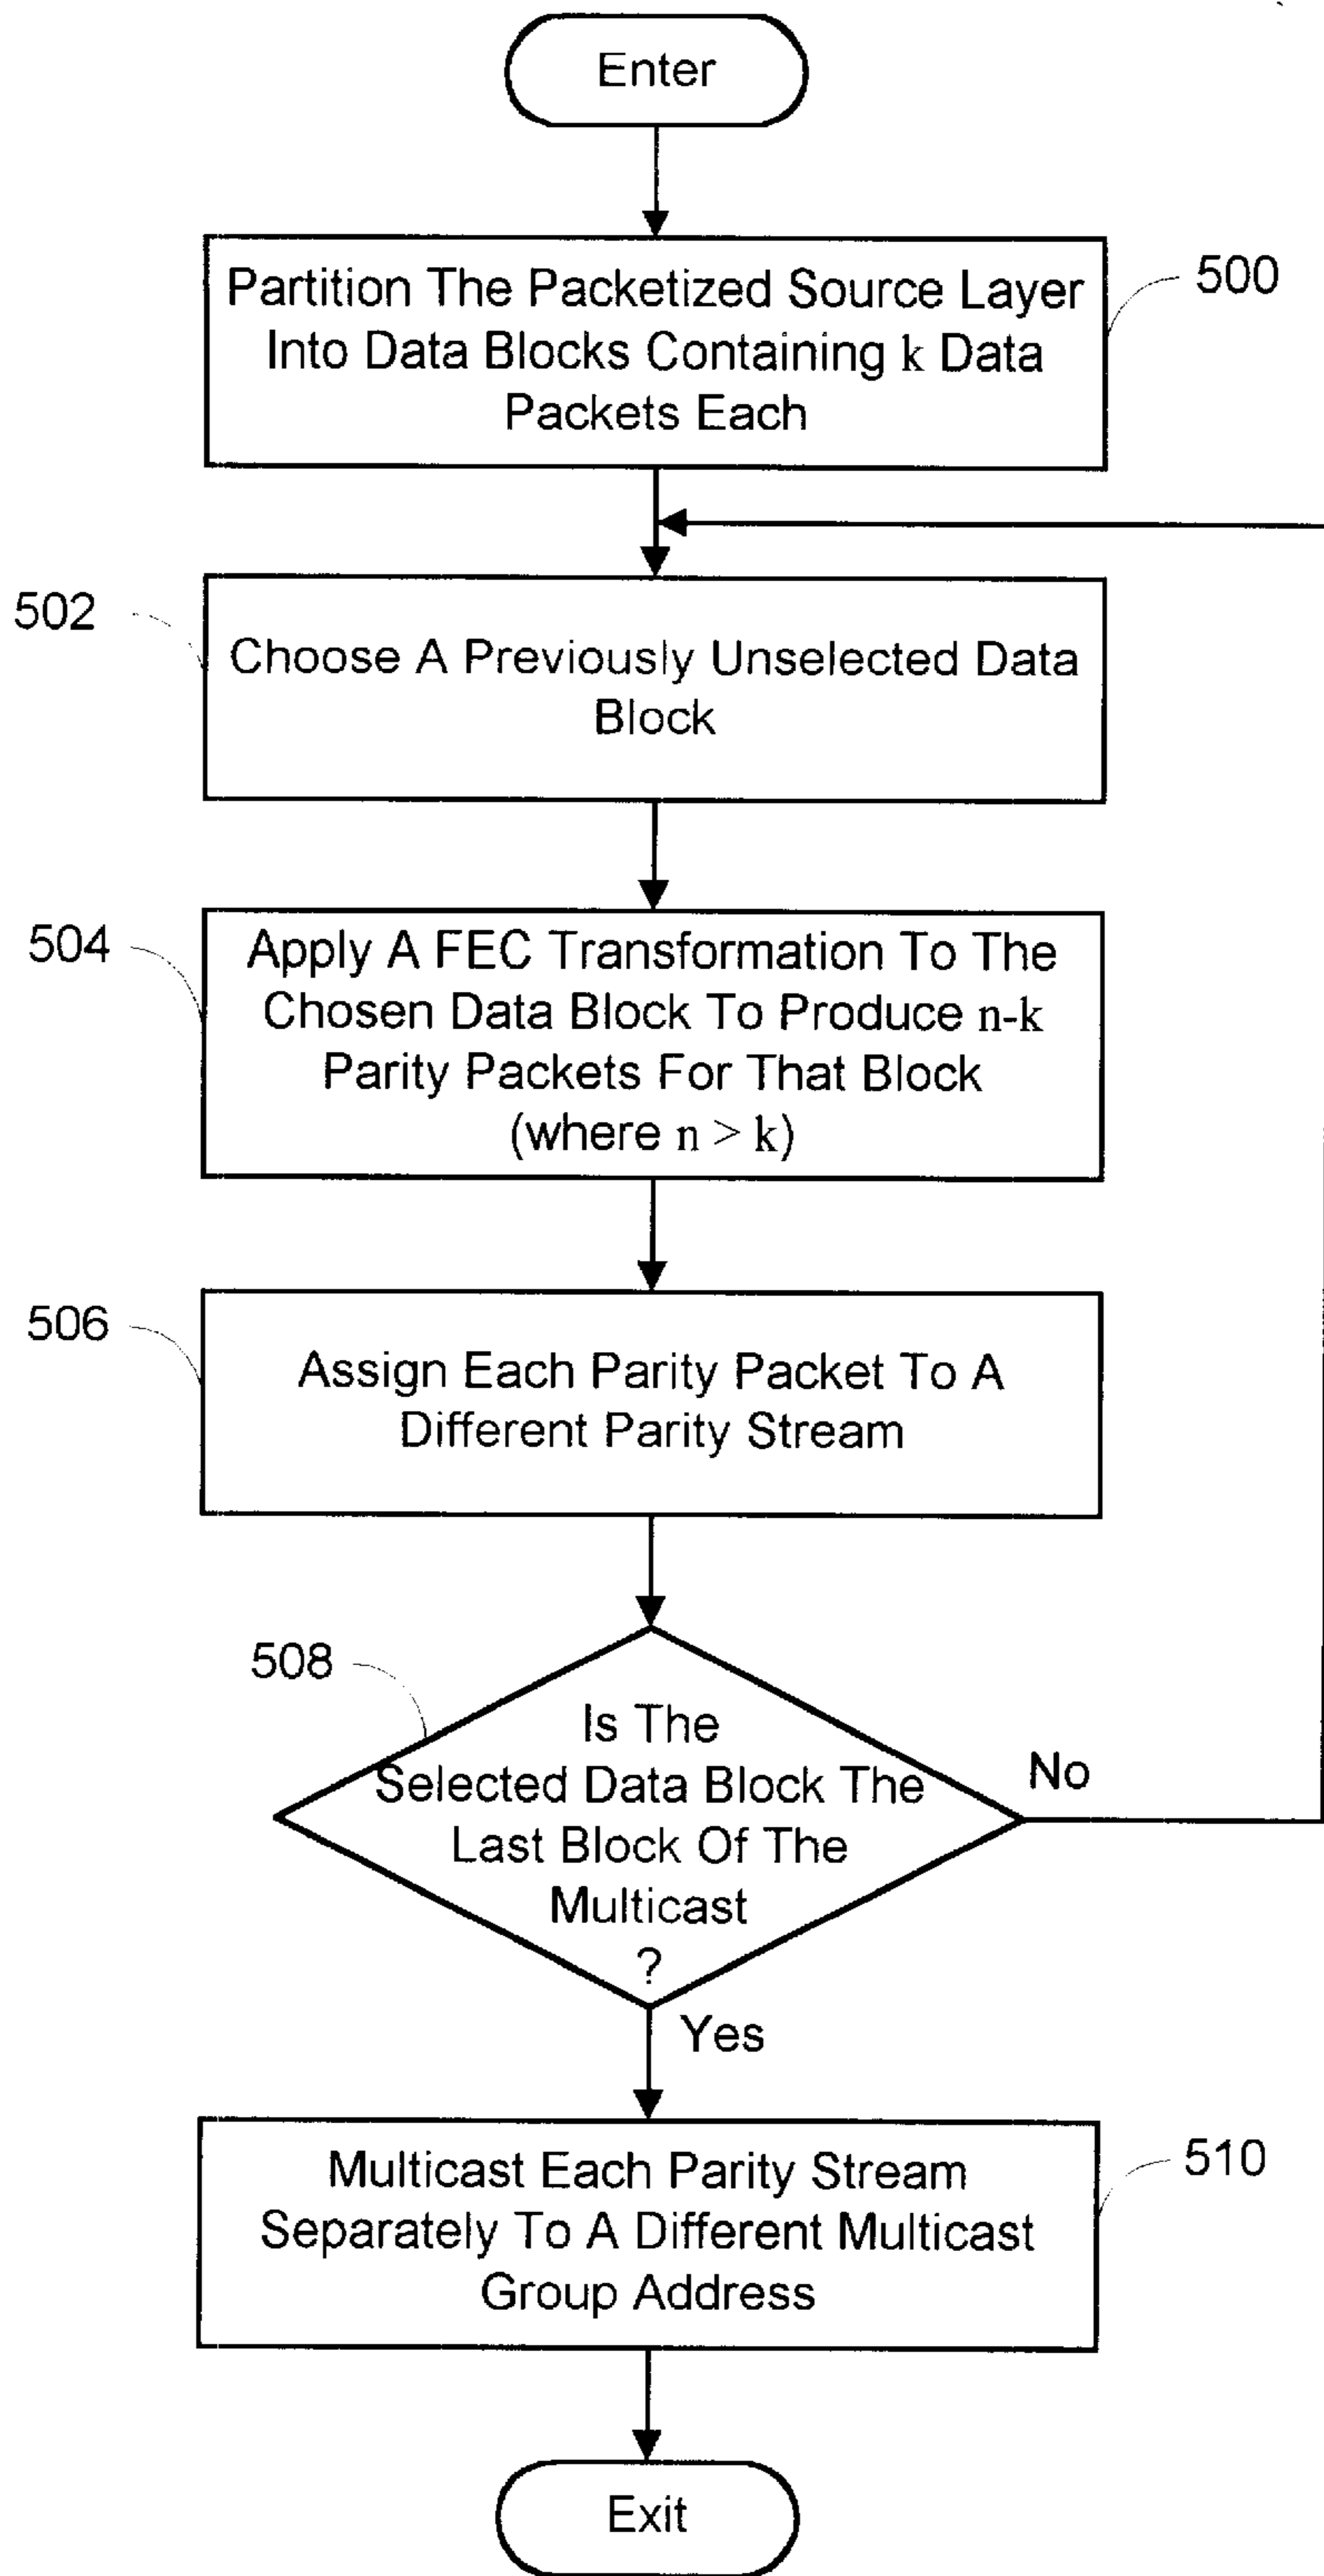 Enter
Partition The Packetized Source Layer
Into Data Blocks Containing k Data
Packets Each
500
502
Choose A Previously Unselected Data
Block
504
Apply A FEC Transformation To The
Chosen Data Block To Produce n-k
Parity Packets For That Block
(where n > k)
506
Assign Each Parity Packet To A
Different Parity Stream
508
Is The
Selected Data Block The
Last Block Of The
Multicast
?
No
Yes
Multicast Each Parity Stream
Separately To A Different Multicast
Group Address
510
Exit